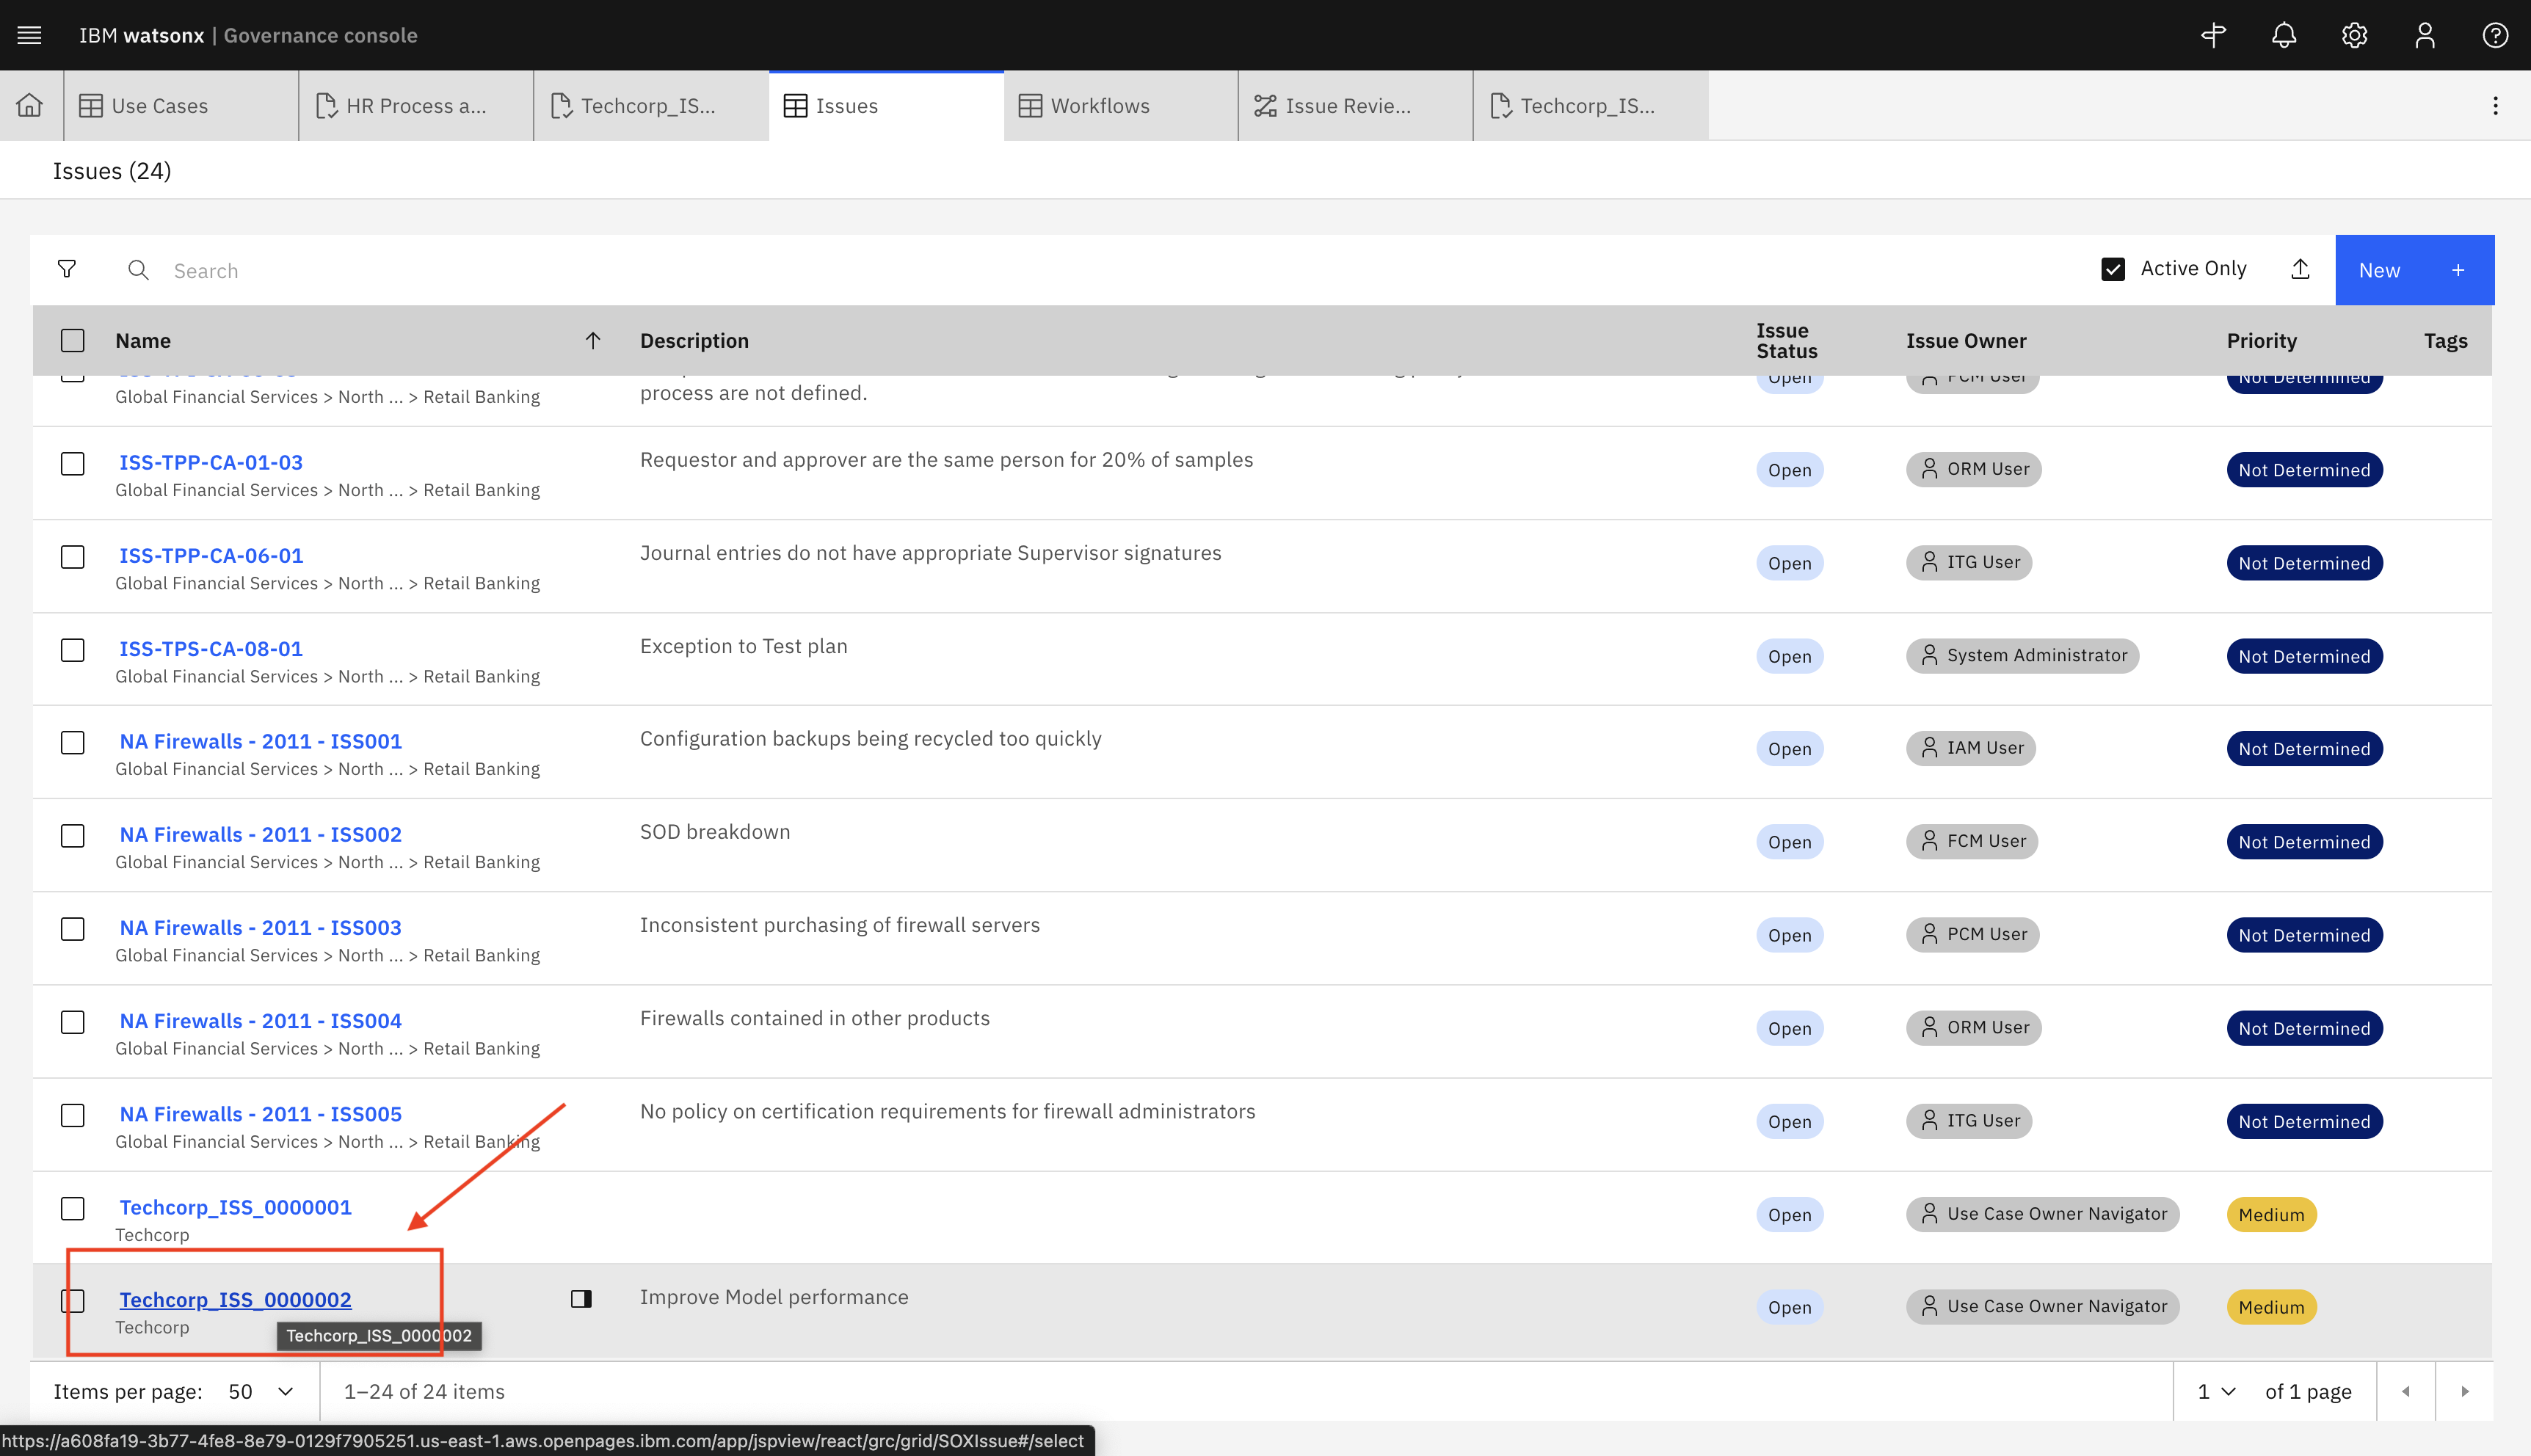 IBM watsonx | Governance console
Use Cases
HR Process a...
Techcorp_IS...
Issues
Workflows
Issue Revie...
Techcorp_IS...
Issues (24)
Search
Active Only
New +
Name
Description
Issue Status
Issue Owner
Priority
Tags
Global Financial Services > North ... > Retail Banking
process are not defined.
Open
Not Determined
ISS-TPP-CA-01-03
Global Financial Services > North ... > Retail Banking
Requestor and approver are the same person for 20% of samples
Open
ORM User
Not Determined
ISS-TPP-CA-06-01
Global Financial Services > North ... > Retail Banking
Journal entries do not have appropriate Supervisor signatures
Open
ITG User
Not Determined
ISS-TPS-CA-08-01
Global Financial Services > North ... > Retail Banking
Exception to Test plan
Open
System Administrator
Not Determined
NA Firewalls - 2011 - ISS001
Global Financial Services > North ... > Retail Banking
Configuration backups being recycled too quickly
Open
IAM User
Not Determined
NA Firewalls - 2011 - ISS002
Global Financial Services > North ... > Retail Banking
SOD breakdown
Open
FCM User
Not Determined
NA Firewalls - 2011 - ISS003
Global Financial Services > North ... > Retail Banking
Inconsistent purchasing of firewall servers
Open
PCM User
Not Determined
NA Firewalls - 2011 - ISS004
Global Financial Services > North ... > Retail Banking
Firewalls contained in other products
Open
ORM User
Not Determined
NA Firewalls - 2011 - ISS005
Global Financial Services > North ... > Retail Banking
No policy on certification requirements for firewall administrators
Open
ITG User
Not Determined
Techcorp_ISS_0000001
Techcorp
Open
Use Case Owner Navigator
Medium
Techcorp_ISS_0000002
Techcorp
Techcorp_ISS_0000002
Improve Model performance
Open
Use Case Owner Navigator
Medium
Items per page: 50
1–24 of 24 items
1
of 1 page
https://a608fa19-3b77-4fe8-8e79-0129f7905251.us-east-1.aws.openpages.ibm.com/app/jspview/react/grc/grid/SOXIssue#/select